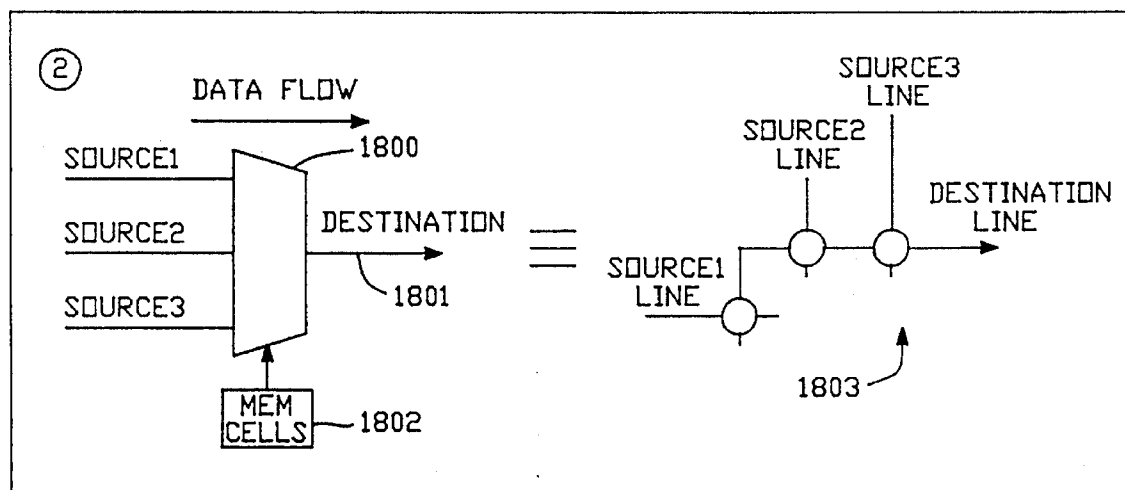 2
DATA FLOW
1800
SOURCE1
SOURCE2
SOURCE3
DESTINATION
1801
MEM
CELLS
1802
SOURCE3
LINE
SOURCE2
LINE
DESTINATION
LINE
SOURCE1
LINE
1803